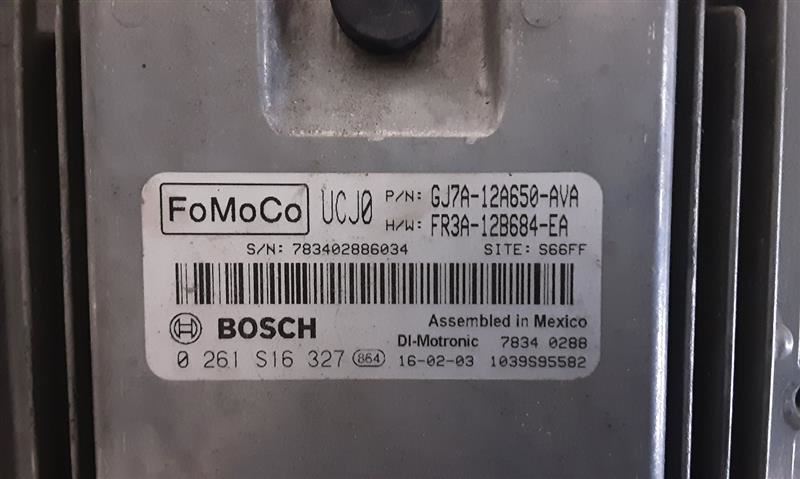 FoMoCo UCJ0 P/N: GJ7A-12A650-AVA
H/W: FR3A-12B684-EA
S/N: 783402886034 SITE: S66FF
BOSCH Assembled in Mexico
DI-Motronic 7834 0288
0 261 S16 327 864 16-02-03 1039S95582